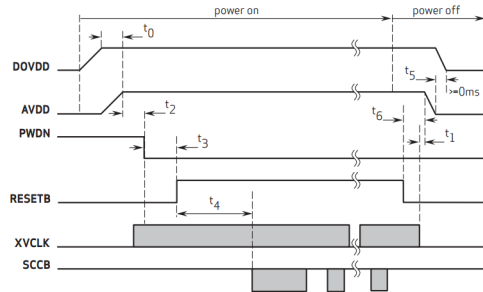 power on
power off
t0
DOVDD
t5
>=0ms
AVDD
t2
t6
t1
PWDN
t3
RESETB
t4
XVCLK
SCCB